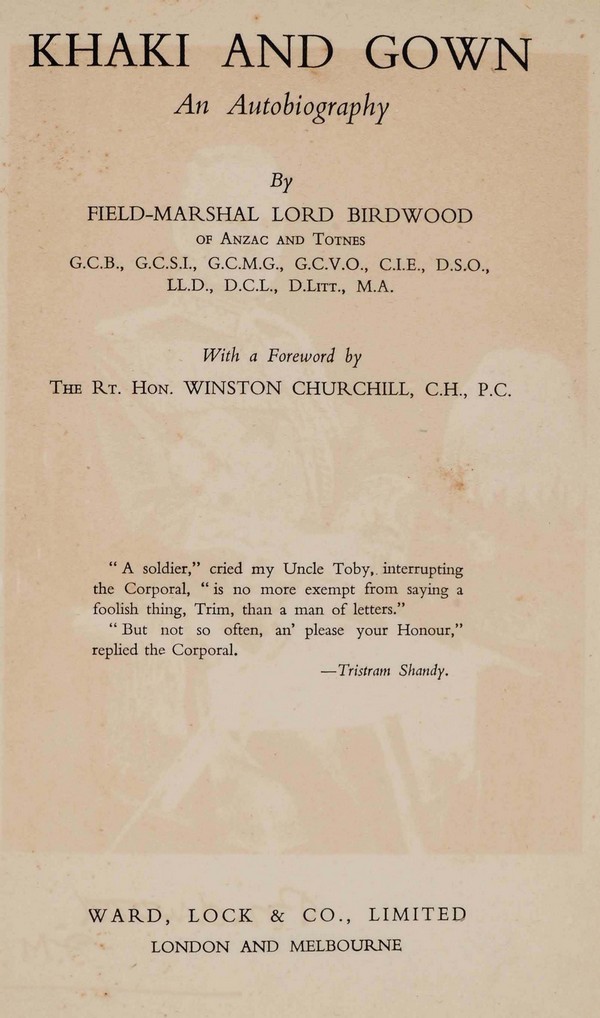 KHAKI AND GOWN
An Autobiography
By
FIELD-MARSHAL LORD BIRDWOOD
OF ANZAC AND TOTNES
G.C.B., G.C.S.I., G.C.M.G., G.C.V.O., C.I.E., D.S.O.,
LL.D., D.C.L., D.LITT., M.A.
With a Foreword by
THE RT. HON. WINSTON CHURCHILL, C.H., P.C.
“ A soldier,” cried my Uncle Toby, interrupting
the Corporal, “ is no more exempt from saying a
foolish thing, Trim, than a man of letters.”
“ But not so often, an’ please your Honour,”
replied the Corporal.
—Tristram Shandy.
WARD, LOCK & CO., LIMITED
LONDON AND MELBOURNE